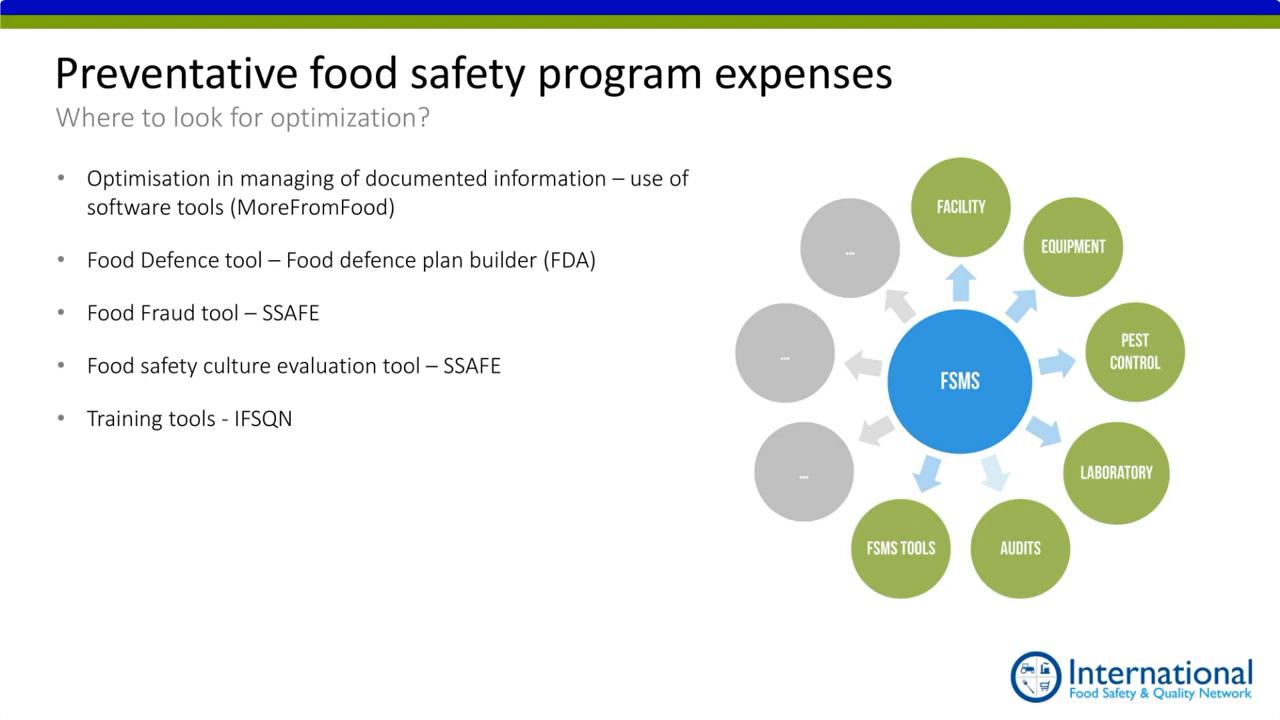 Preventative food safety program expenses
Where to look for optimization?
• Optimisation in managing of documented information – use of
software tools (MoreFromFood)
• Food Defence tool – Food defence plan builder (FDA)
• Food Fraud tool – SSAFE
• Food safety culture evaluation tool – SSAFE
• Training tools - IFSQN
FACILITY
EQUIPMENT
PEST
CONTROL
LABORATORY
AUDITS
FSMS TOOLS
...
...
...
FSMS
International
Food Safety & Quality Network